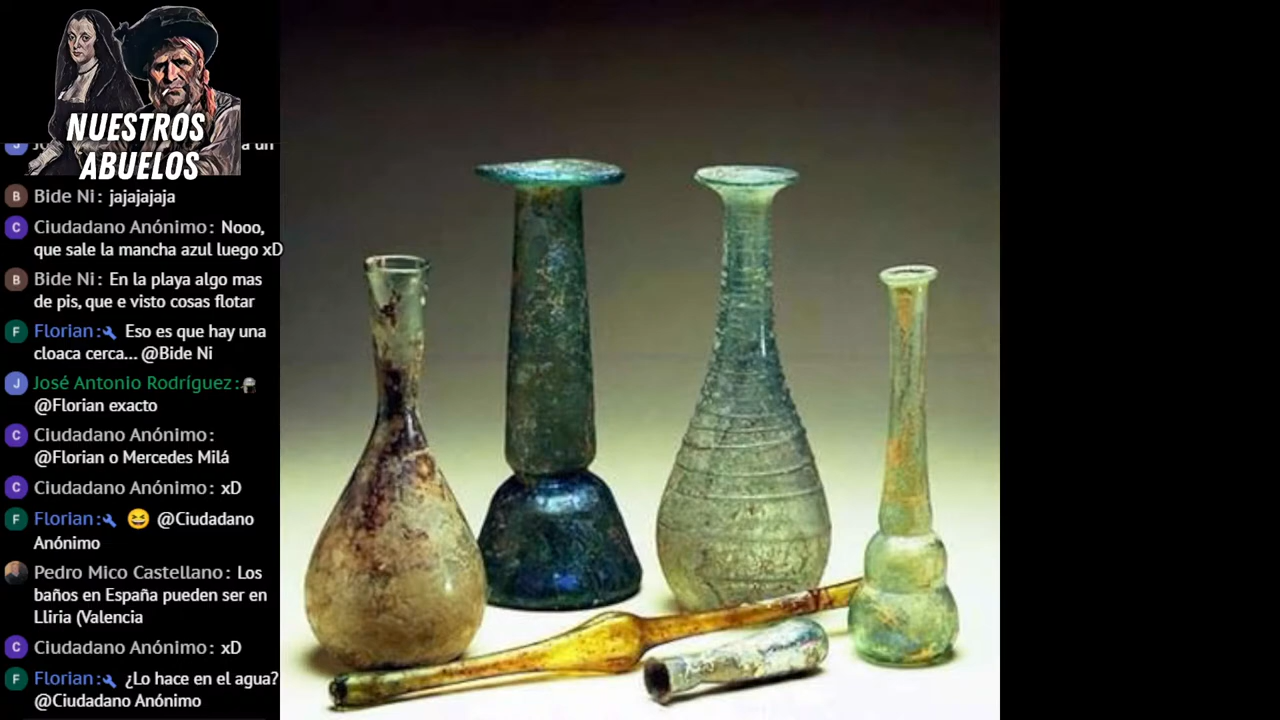 NUESTROS
ABUELOS
a un
Bide Ni: jajajajaja
Ciudadano Anónimo: Nooo,
que sale la mancha azul luego xD
Bide Ni: En la playa algo mas
de pis, que e visto cosas flotar
Florian: Eso es que hay una
cloaca cerca... @Bide Ni
José Antonio Rodríguez:
@Florian exacto
Ciudadano Anónimo:
@Florian o Mercedes Milá
Ciudadano Anónimo: xD
Florian: 😆 @Ciudadano
Anónimo
Pedro Mico Castellano: Los
baños en España pueden ser en
Lliria (Valencia
Ciudadano Anónimo: xD
Florian: ¿Lo hace en el agua?
@Ciudadano Anónimo